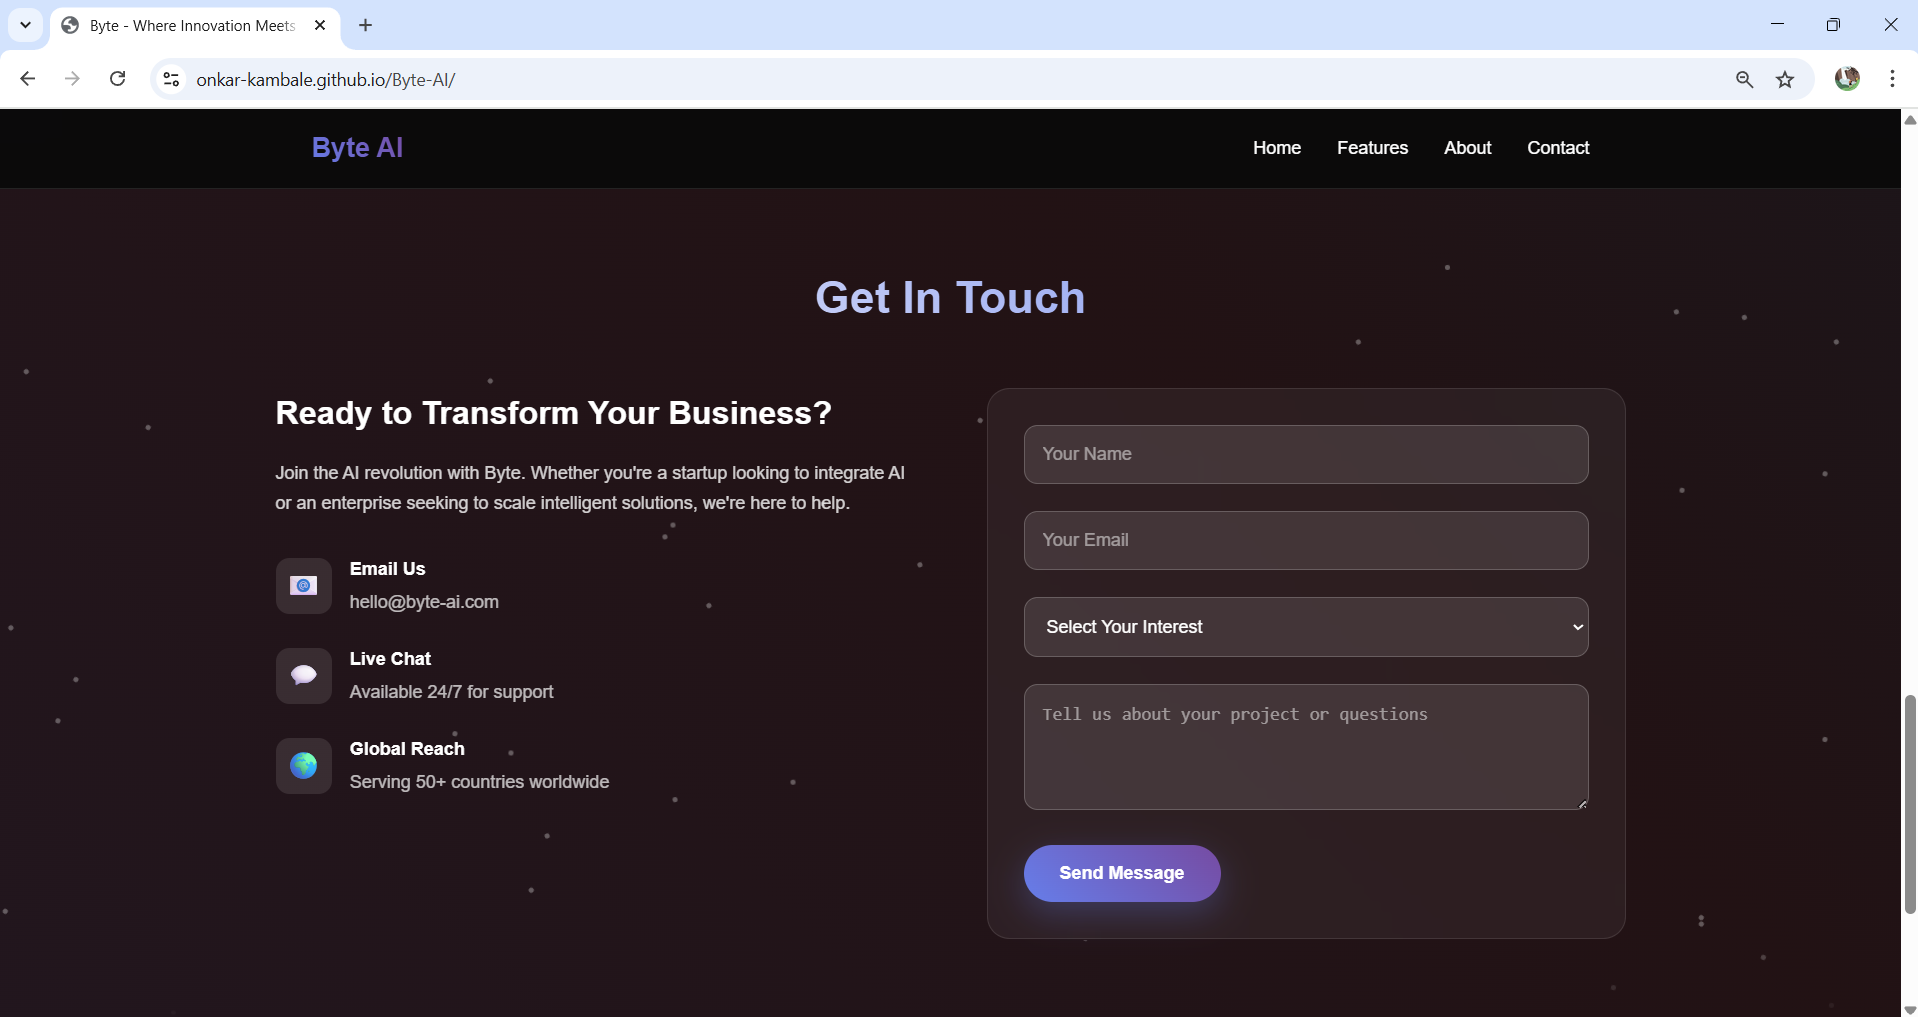 Byte - Where Innovation Meets
onkar-kambale.github.io/Byte-AI/
Byte AI
Home
Features
About
Contact
Get In Touch
Ready to Transform Your Business?
Join the AI revolution with Byte. Whether you're a startup looking to integrate AI
or an enterprise seeking to scale intelligent solutions, we're here to help.
Email Us
hello@byte-ai.com
Live Chat
Available 24/7 for support
Global Reach
Serving 50+ countries worldwide
Your Name
Your Email
Select Your Interest
Tell us about your project or questions
Send Message